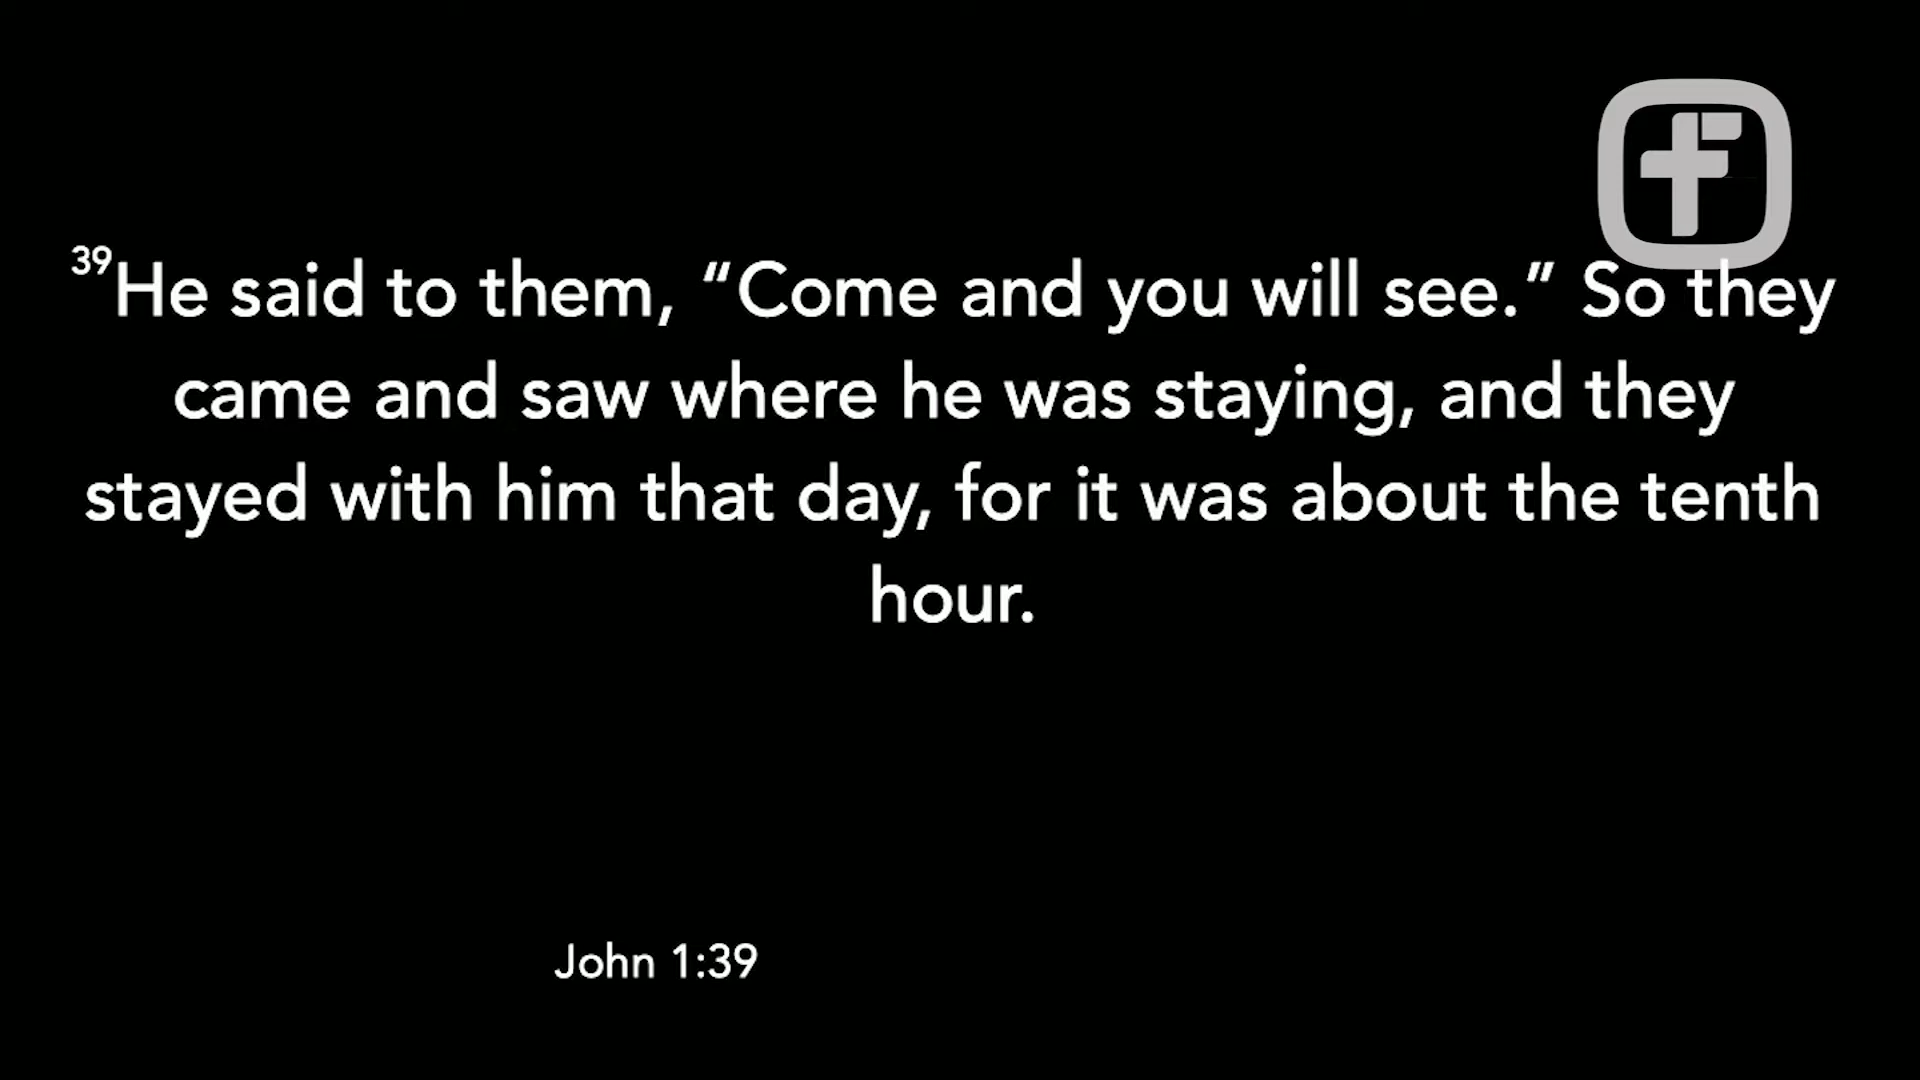 39He said to them, “Come and you will see.” So they
came and saw where he was staying, and they
stayed with him that day, for it was about the tenth
hour.
John 1:39